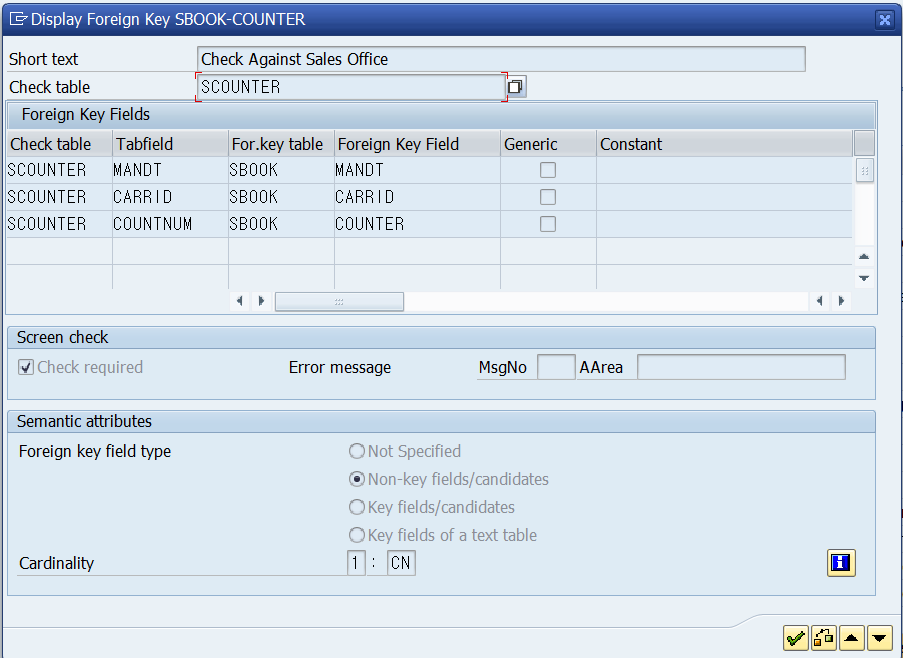 Display Foreign Key SBOOK-COUNTER
Short text Check Against Sales Office
Check table SCOUNTER
Foreign Key Fields
Check table Tabfield For.key table Foreign Key Field Generic Constant
SCOUNTER MANDT SBOOK MANDT
SCOUNTER CARRID SBOOK CARRID
SCOUNTER COUNTNUM SBOOK COUNTER
Screen check
Check required Error message MsgNo AArea
Semantic attributes
Foreign key field type Not Specified
Non-key fields/candidates
Key fields/candidates
Key fields of a text table
Cardinality 1 : CN